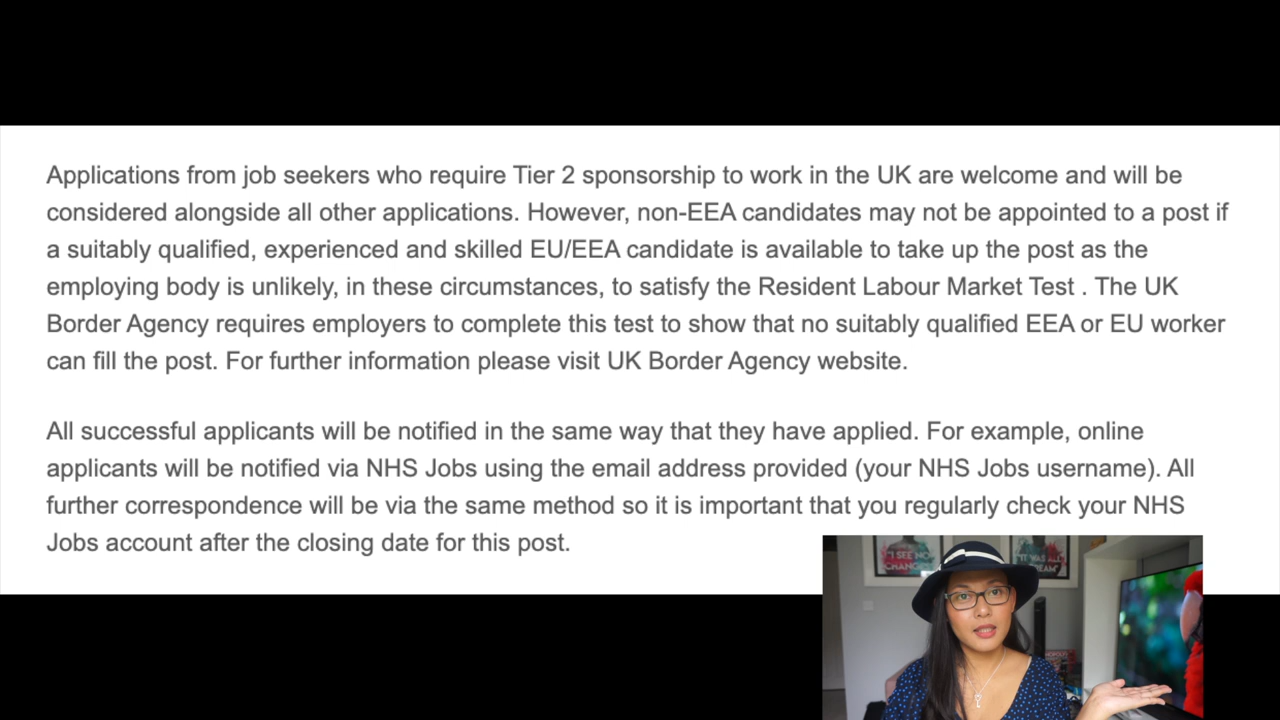 Applications from job seekers who require Tier 2 sponsorship to work in the UK are welcome and will be
considered alongside all other applications. However, non-EEA candidates may not be appointed to a post if
a suitably qualified, experienced and skilled EU/EEA candidate is available to take up the post as the
employing body is unlikely, in these circumstances, to satisfy the Resident Labour Market Test . The UK
Border Agency requires employers to complete this test to show that no suitably qualified EEA or EU worker
can fill the post. For further information please visit UK Border Agency website.
All successful applicants will be notified in the same way that they have applied. For example, online
applicants will be notified via NHS Jobs using the email address provided (your NHS Jobs username). All
further correspondence will be via the same method so it is important that you regularly check your NHS
Jobs account after the closing date for this post.
"I SEE NO
"IT WAS ALL